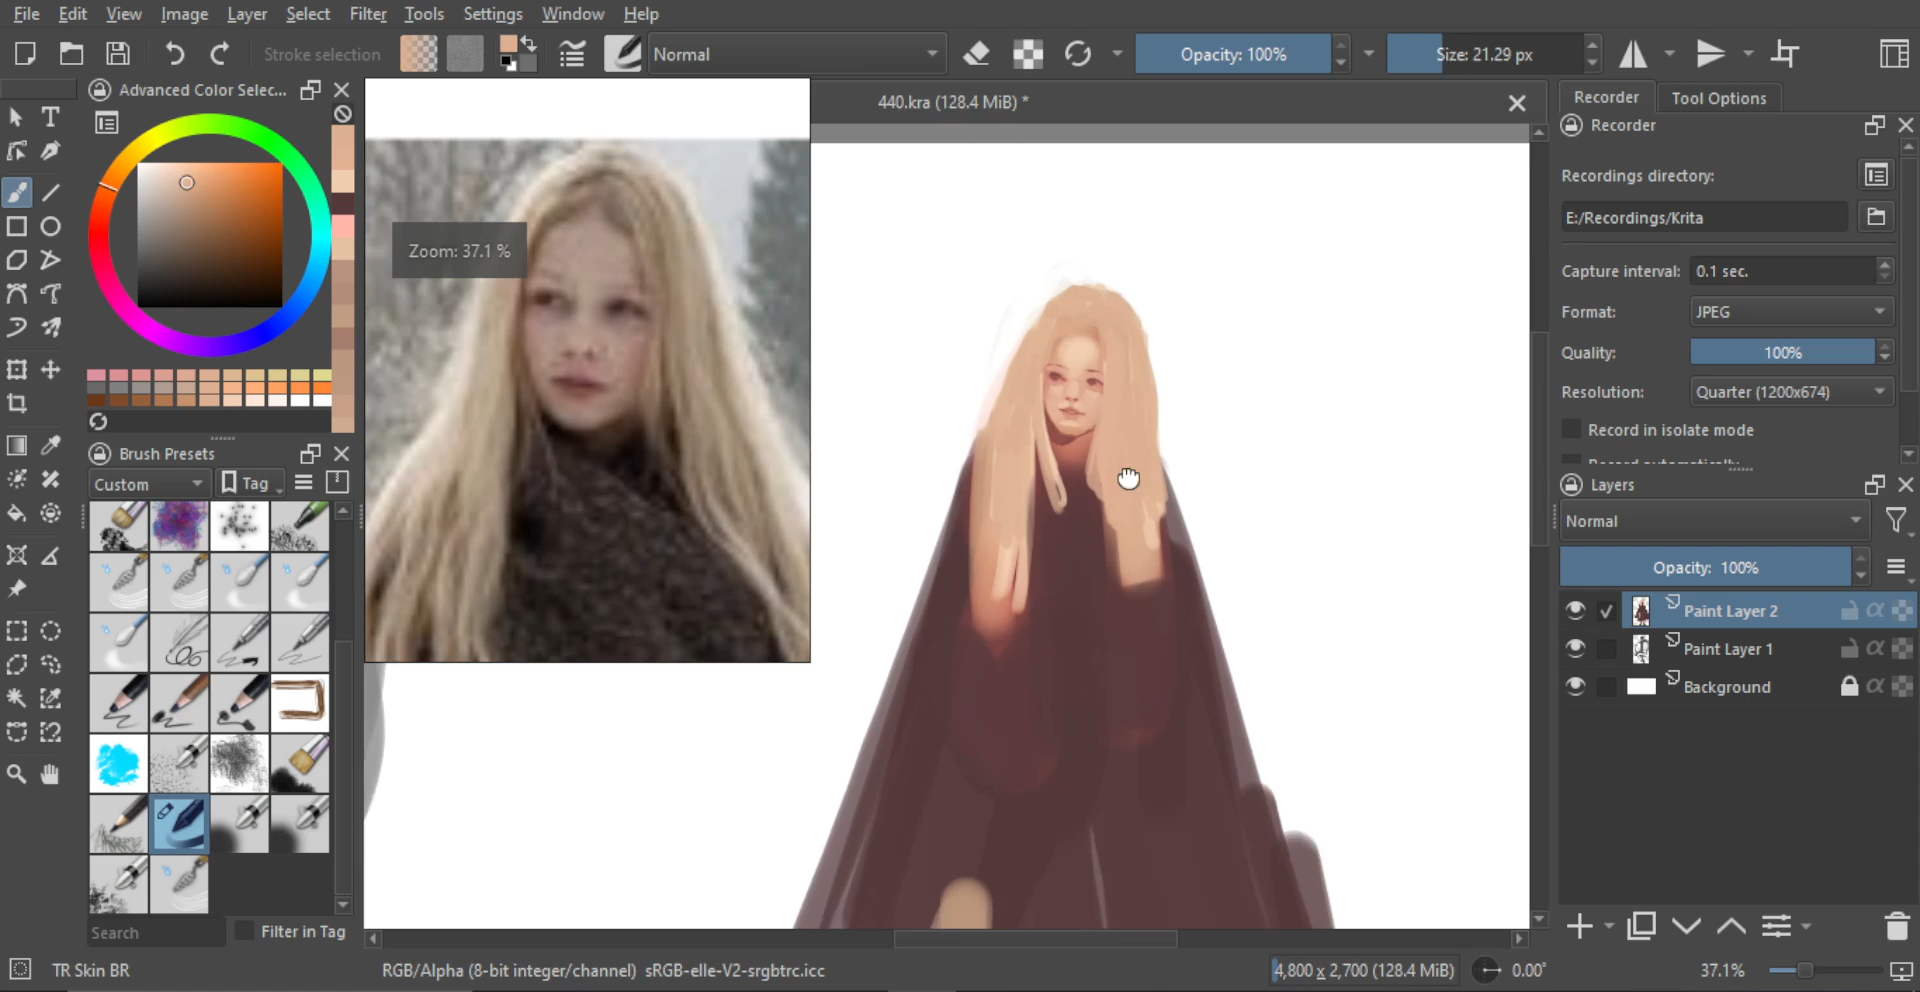 File Edit View Image Layer Select Filter Tools Settings Window Help
Stroke selection Normal Opacity: 100% Size: 21.29 px
Advanced Color Selec...
440.kra (128.4 MiB) *
Zoom: 37.1 %
Brush Presets
Custom Tag
Search Filter in Tag
Recorder Tool Options
Recorder
Recordings directory:
E:/Recordings/Krita
Capture interval: 0.1 sec.
Format: JPEG
Quality: 100%
Resolution: Quarter (1200x674)
Record in isolate mode
Record automatically
Layers
Normal
Opacity: 100%
Paint Layer 2
Paint Layer 1
Background
TR Skin BR RGB/Alpha (8-bit integer/channel) sRGB-elle-V2-srgbtrc.icc 4,800 x 2,700 (128.4 MiB) 0.00° 37.1%